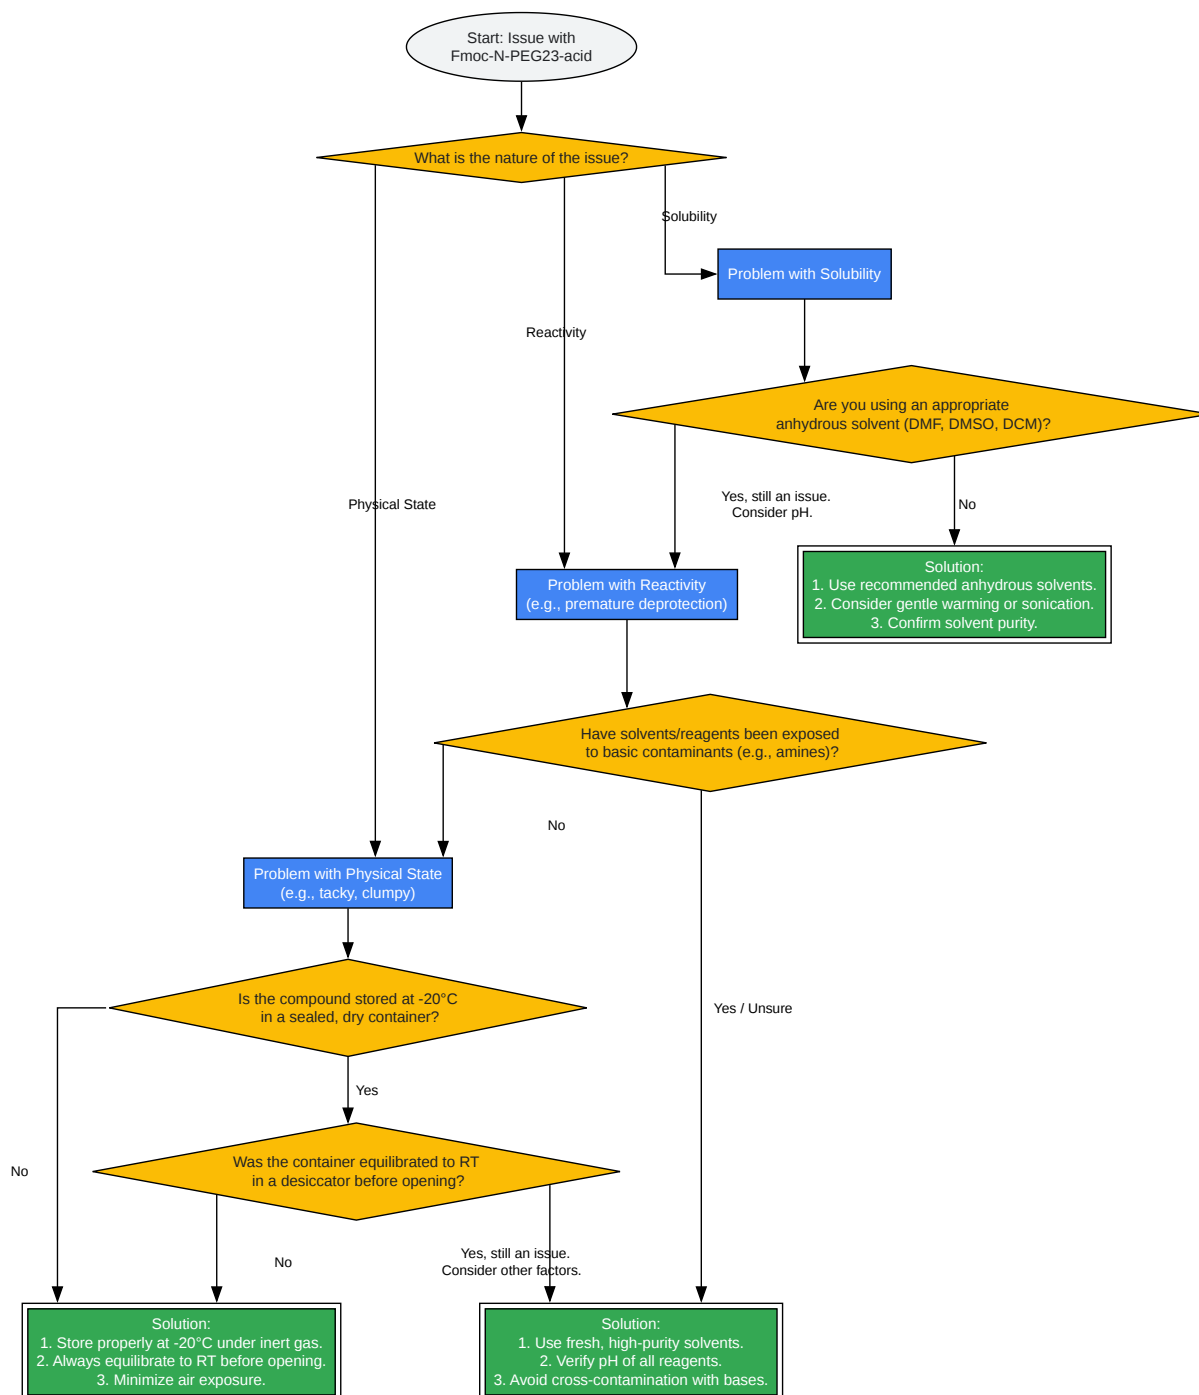 Start: Issue with
Fmoc-N-PEG23-acid
What is the nature of the issue?
Solubility
Problem with Solubility
Reactivity
Are you using an appropriate
anhydrous solvent (DMF, DMSO, DCM)?
Physical State
Yes, still an issue.
Consider pH.
No
Solution:
1. Use recommended anhydrous solvents.
2. Consider gentle warming or sonication.
3. Confirm solvent purity.
Problem with Reactivity
(e.g., premature deprotection)
Have solvents/reagents been exposed
to basic contaminants (e.g., amines)?
No
Problem with Physical State
(e.g., tacky, clumpy)
Is the compound stored at -20°C
in a sealed, dry container?
Yes / Unsure
Yes
No
Was the container equilibrated to RT
in a desiccator before opening?
No
Yes, still an issue.
Consider other factors.
Solution:
1. Store properly at -20°C under inert gas.
2. Always equilibrate to RT before opening.
3. Minimize air exposure.
Solution:
1. Use fresh, high-purity solvents.
2. Verify pH of all reagents.
3. Avoid cross-contamination with bases.